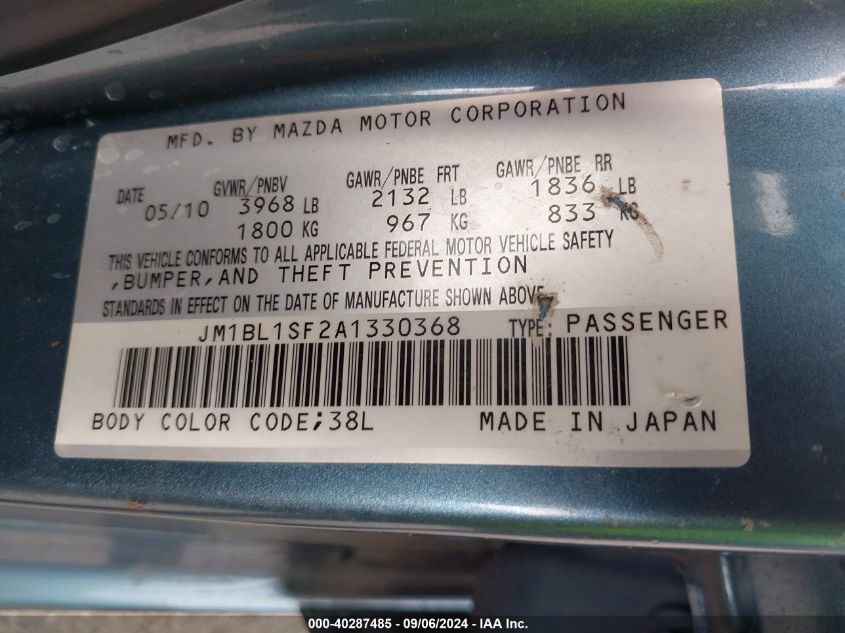 MFD. BY MAZDA MOTOR CORPORATION
DATE GVWR/PNBV GAWR/PNBE FRT GAWR/PNBE RR
05/10 3968 LB 2132 LB 1836 LB
1800 KG 967 KG 833 KG
THIS VEHICLE CONFORMS TO ALL APPLICABLE FEDERAL MOTOR VEHICLE SAFETY
,BUMPER,AND THEFT PREVENTION
STANDARDS IN EFFECT ON THE DATE OF MANUFACTURE SHOWN ABOVE.
JM1BL1SF2A1330368 TYPE: PASSENGER
BODY COLOR CODE;38L MADE IN JAPAN
000-40287485 - 09/06/2024 - IAA Inc.